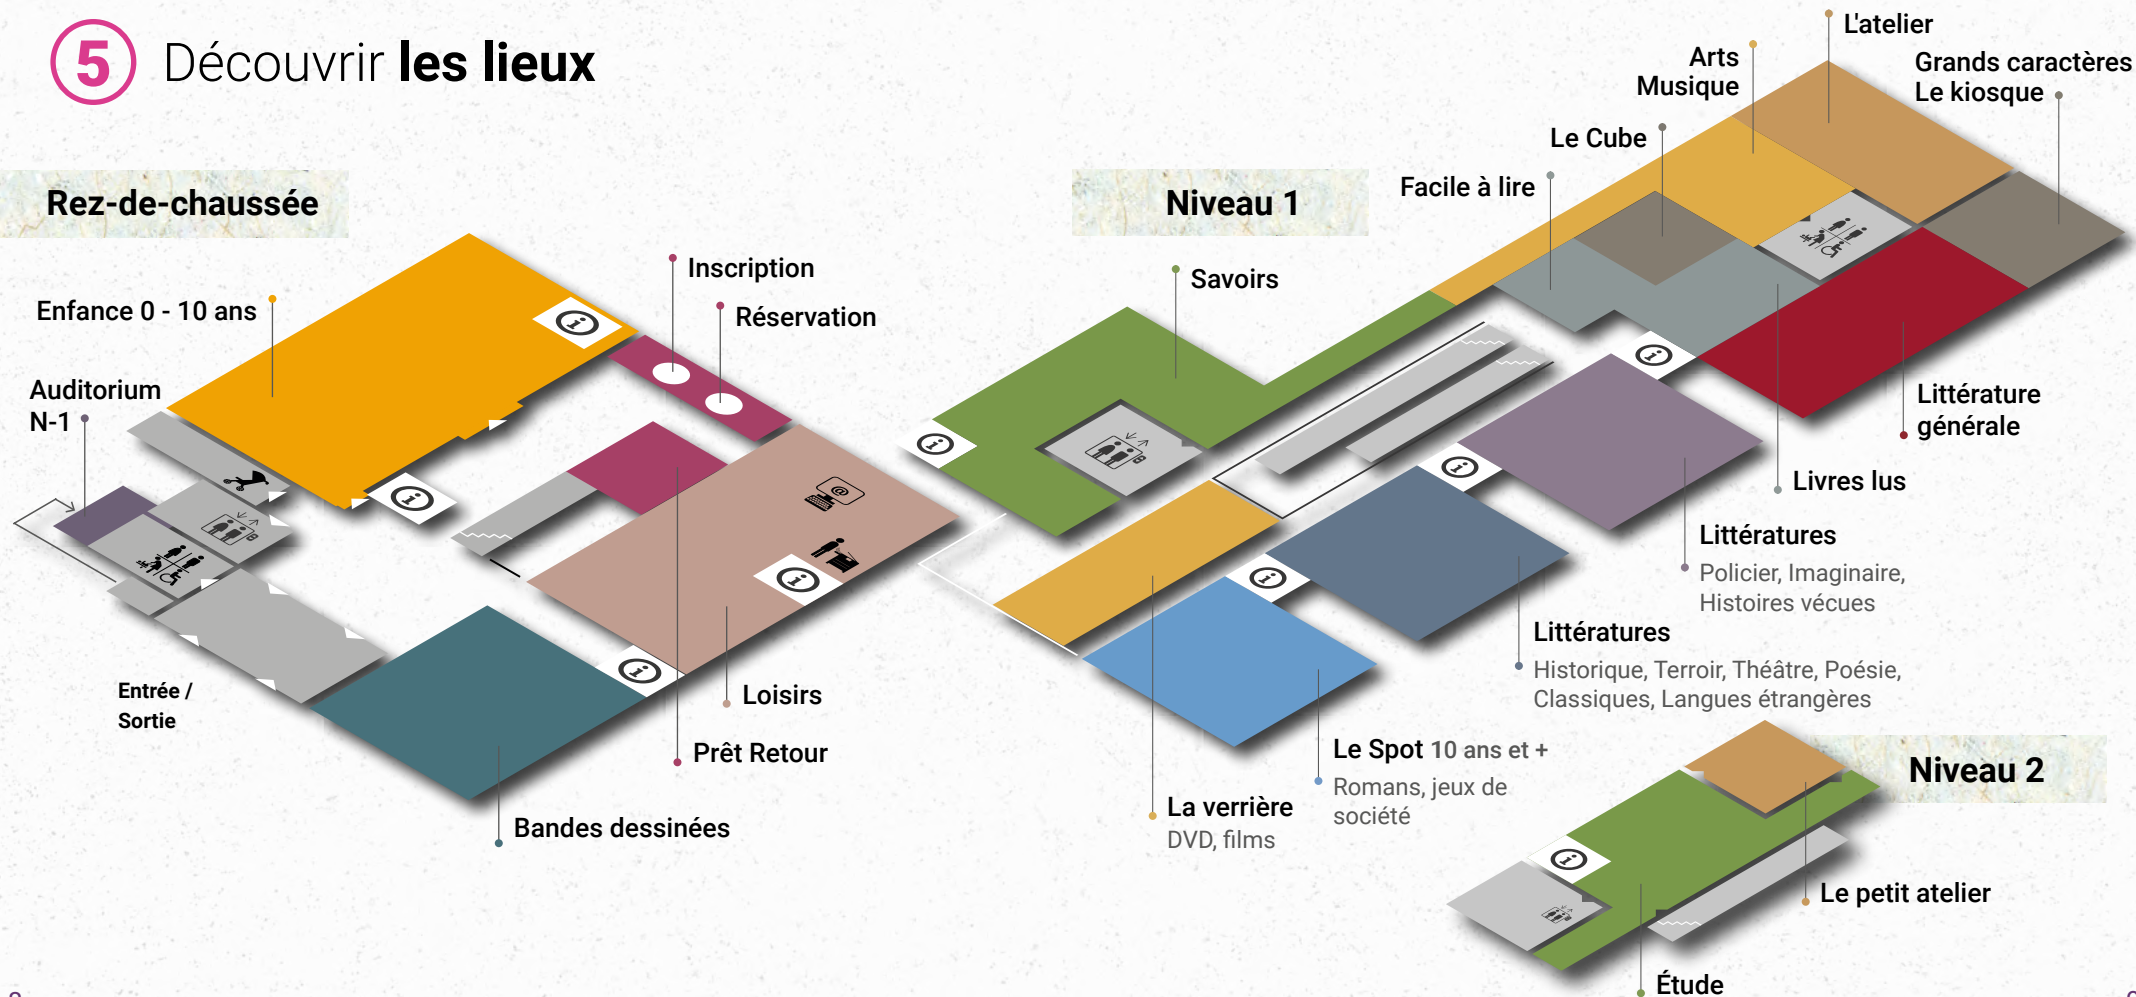 5 Découvrir les lieux
Rez-de-chaussée
Enfance 0 - 10 ans
Auditorium
N-1
Inscription
Réservation
Entrée /
Sortie
Loisirs
Prêt Retour
Bandes dessinées
Niveau 1
Savoirs
Facile à lire
Le Cube
Arts
Musique
L'atelier
Grands caractères
Le kiosque
Littérature
générale
Livres lus
Littératures
Policier, Imaginaire,
Histoires vécues
Littératures
Historique, Terroir, Théâtre, Poésie,
Classiques, Langues étrangères
Le Spot 10 ans et +
Romans, jeux de
société
La verrière
DVD, films
Niveau 2
Le petit atelier
Étude